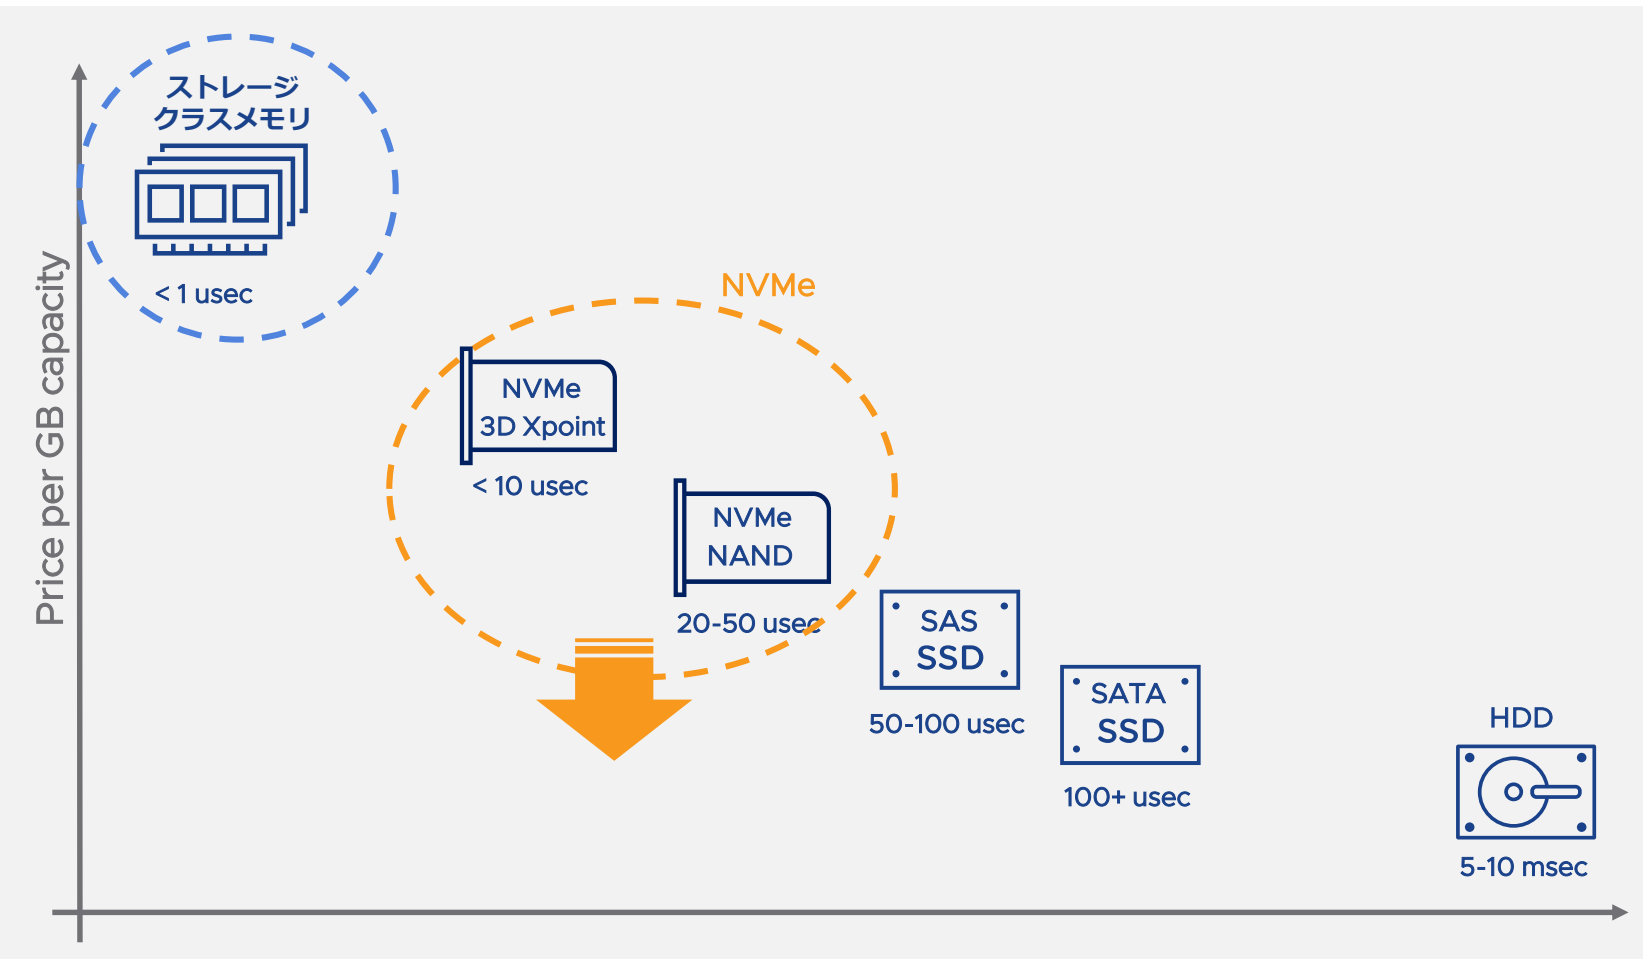 ストレージ
クラスメモリ
< 1 usec
Price per GB capacity
NVMe
NVMe
3D Xpoint
< 10 usec
NVMe
NAND
20-50 usec
SAS
SSD
50-100 usec
SATA
SSD
100+ usec
HDD
5-10 msec